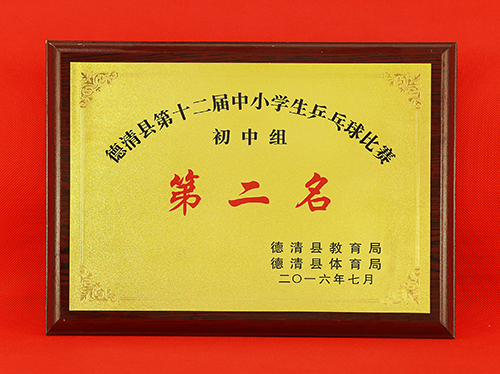 德清县第十二届中小学生乒乓球比赛
初中组
第二名
德清县教育局
德清县体育局
二〇一六年七月